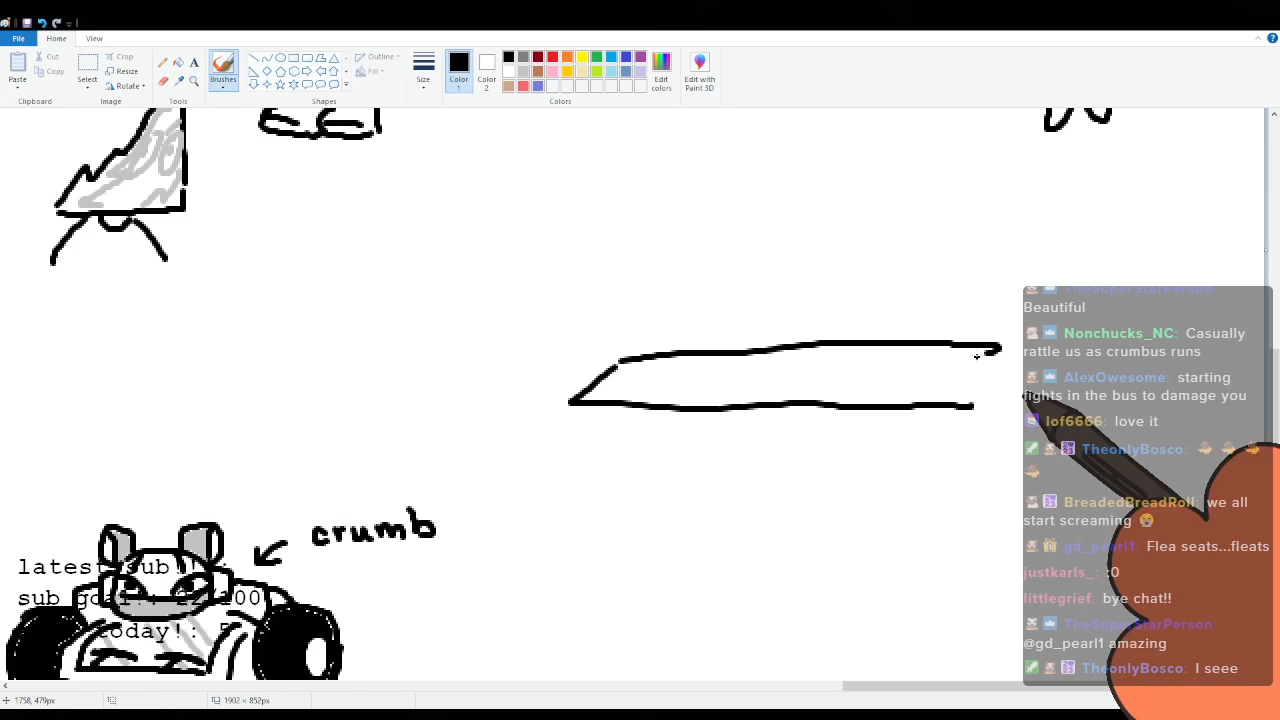 File Home View
Cut
Copy
Paste
Clipboard
Crop
Resize
Rotate
Select
Image
Tools
Brushes
Shapes
Outline
Fill
Size
Color 1
Color 2
Edit colors
Colors
Edit with Paint 3D
TheSuperStarPerson:
Beautiful
Nonchucks_NC: Casually
rattle us as crumbus runs
AlexOwesome: starting
fights in the bus to damage you
lof6666: love it
TheonlyBosco:
BreadedBreadRoll: we all
start screaming 😭
gd_pearl1: Flea seats...fleats
justkarls_: :0
littlegrief: bye chat!!
TheSuperStarPerson:
@gd_pearl1 amazing
TheonlyBosco: I seee
crumb
latest sub!!:
1758, 479px
1902 × 852px